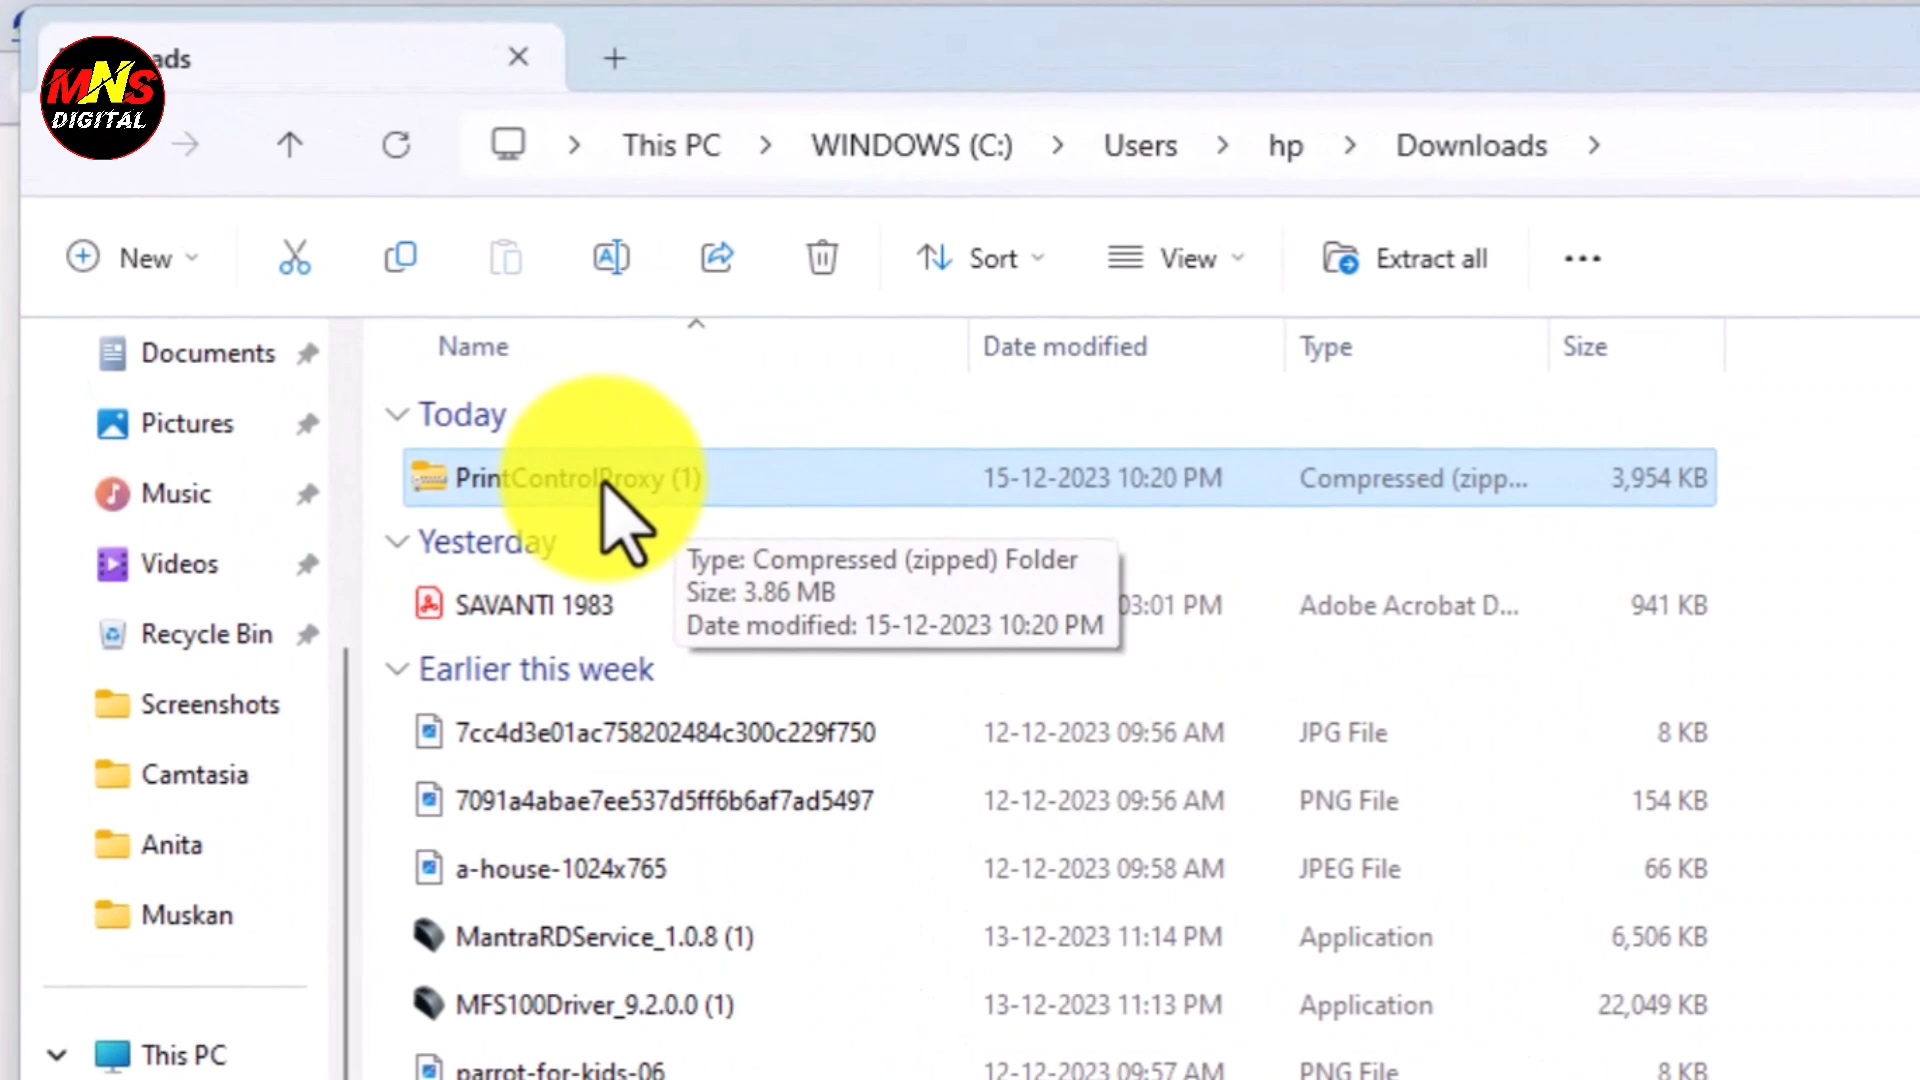 ads
MNS
DIGITAL
This PC > WINDOWS (C:) > Users > hp > Downloads >
New
Sort
View
Extract all
Name Date modified Type Size
Documents
Pictures
Music
Videos
Recycle Bin
Screenshots
Camtasia
Anita
Muskan
This PC
Today
PrintControlProxy (1) 15-12-2023 10:20 PM Compressed (zipp... 3,954 KB
Yesterday
SAVANTI 1983 03:01 PM Adobe Acrobat D... 941 KB
Type: Compressed (zipped) Folder
Size: 3.86 MB
Date modified: 15-12-2023 10:20 PM
Earlier this week
7cc4d3e01ac758202484c300c229f750 12-12-2023 09:56 AM JPG File 8 KB
7091a4abae7ee537d5ff6b6af7ad5497 12-12-2023 09:56 AM PNG File 154 KB
a-house-1024x765 12-12-2023 09:58 AM JPEG File 66 KB
MantraRDService_1.0.8 (1) 13-12-2023 11:14 PM Application 6,506 KB
MFS100Driver_9.2.0.0 (1) 13-12-2023 11:13 PM Application 22,049 KB
parrot-for-kids-06 12-12-2023 09:57 AM PNG File 8 KB